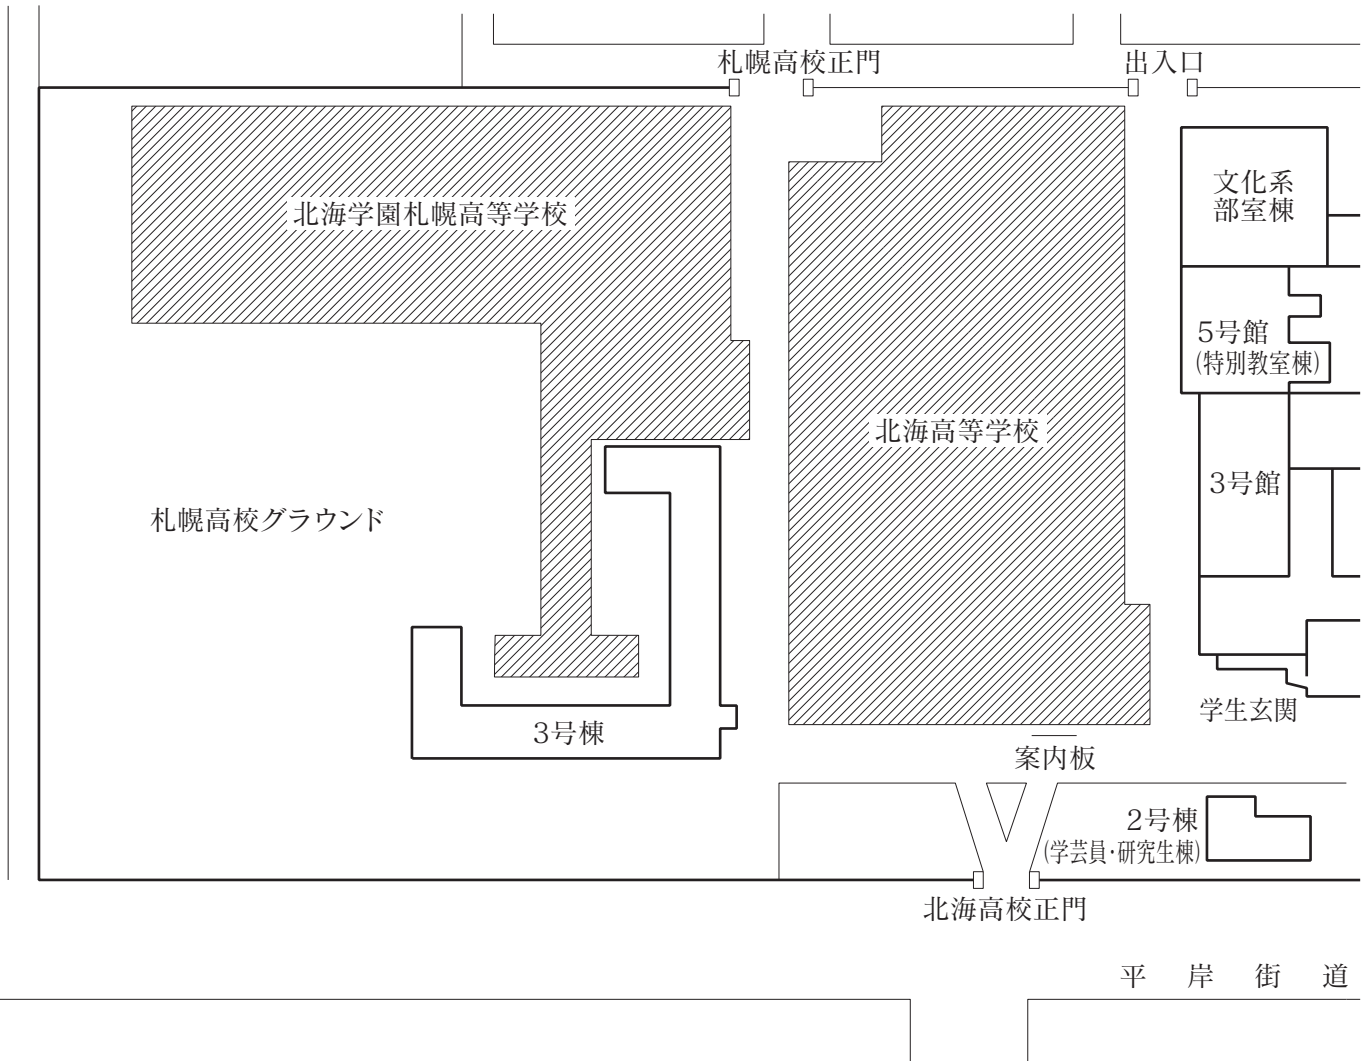 札幌高校正門
出入口
文化系
部室棟
北海学園札幌高等学校
5号館
(特別教室棟)
北海高等学校
3号館
札幌高校グラウンド
学生玄関
3号棟
案内板
2号棟
(学芸員・研究生棟)
北海高校正門
平岸街道